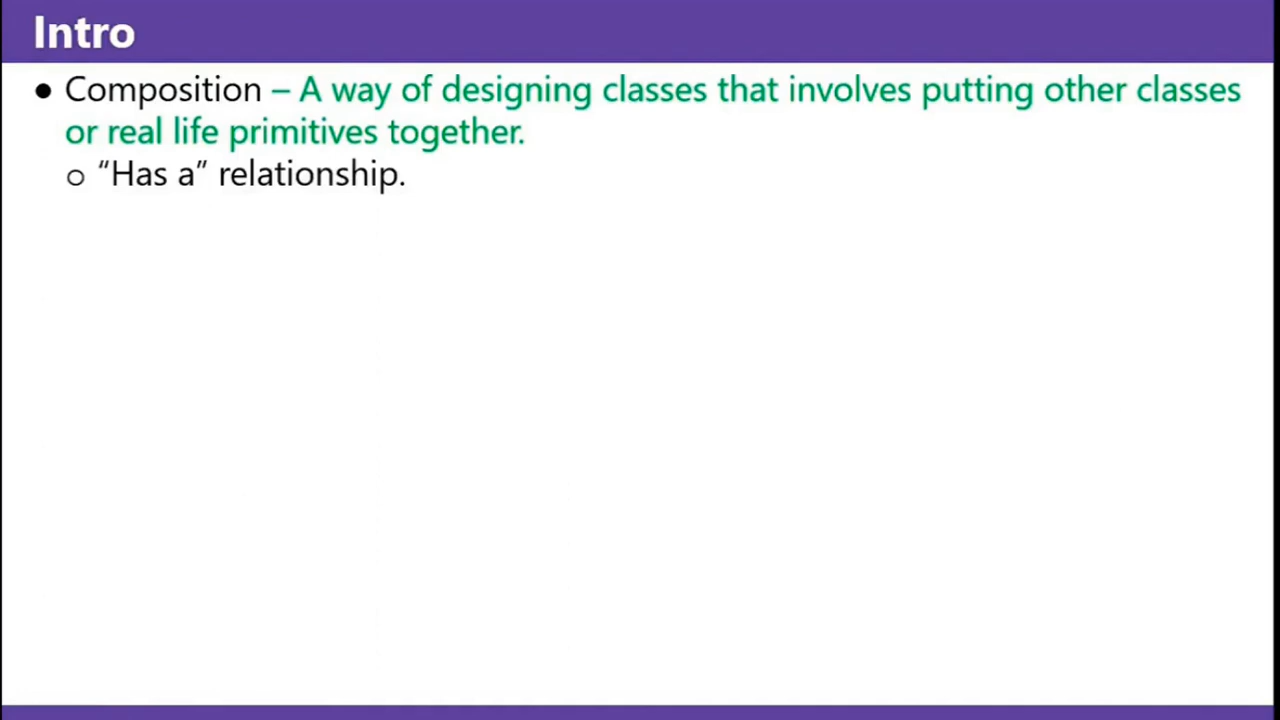 Intro
● Composition – A way of designing classes that involves putting other classes
or real life primitives together.
o “Has a” relationship.